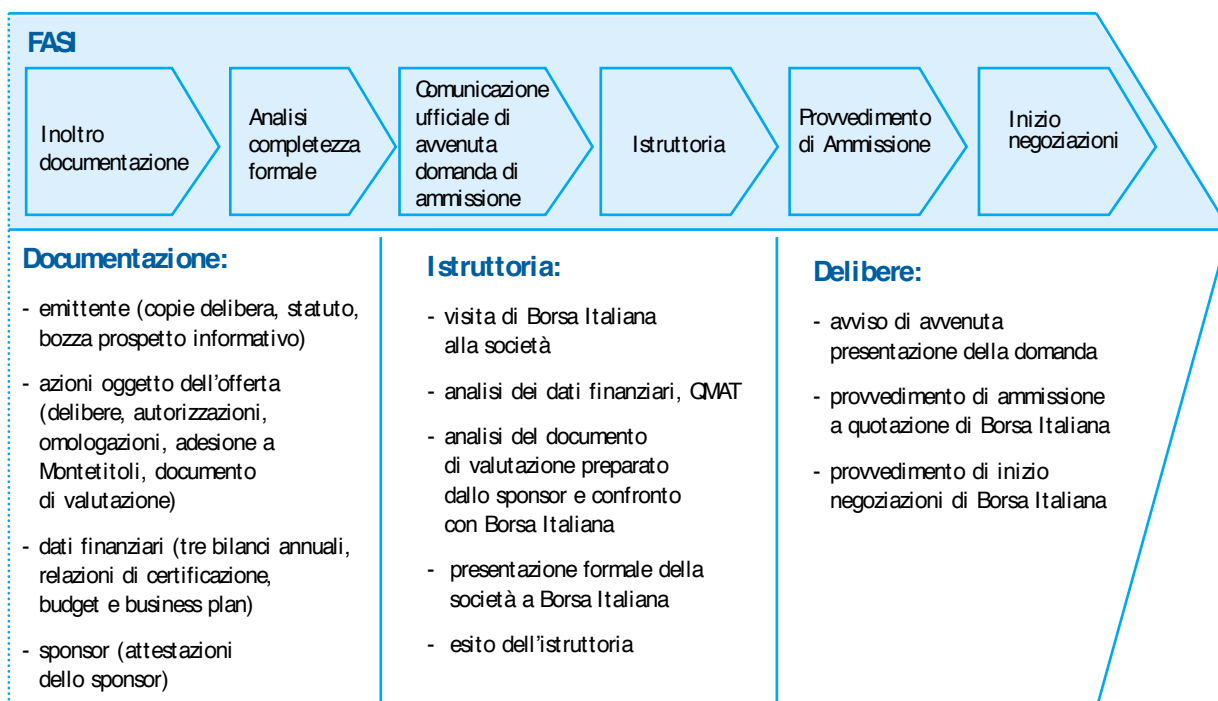 FASI
Inoltro
documentazione
Analisi
completezza
formale
Comunicazione
ufficiale di
avvenuta
domanda di
ammissione
Istruttoria
Provvedimento
di Ammissione
Inizio
negoziazioni
Documentazione:
- emittente (copie delibera, statuto,
bozza prospetto informativo)
- azioni oggetto dell'offerta
(delibere, autorizzazioni,
omologazioni, adesione a
Montetitoli, documento
di valutazione)
- dati finanziari (tre bilanci annuali,
relazioni di certificazione,
budget e business plan)
- sponsor (attestazioni
dello sponsor)
Istruttoria:
- visita di Borsa Italiana
alla società
- analisi dei dati finanziari, QMAT
- analisi del documento
di valutazione preparato
dallo sponsor e confronto
con Borsa Italiana
- presentazione formale della
società a Borsa Italiana
- esito dell'istruttoria
Delibere:
- avviso di avvenuta
presentazione della domanda
- provvedimento di ammissione
a quotazione di Borsa Italiana
- provvedimento di inizio
negoziazioni di Borsa Italiana